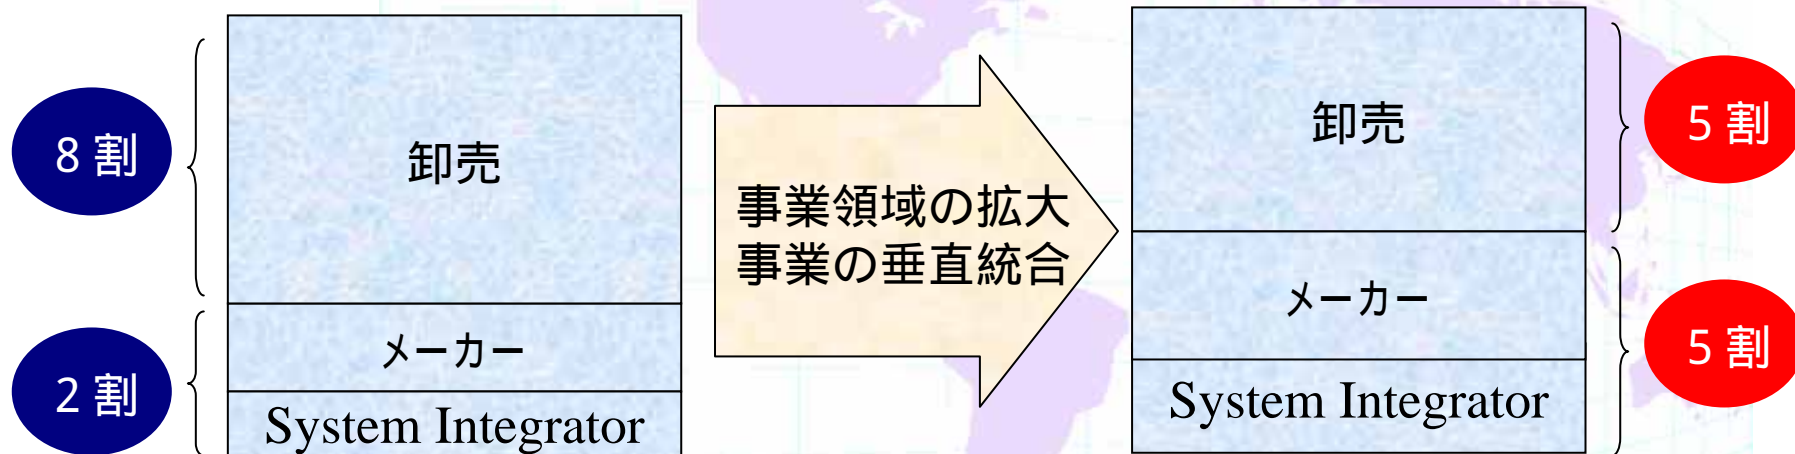 8 割
卸売
2 割
メーカー
System Integrator
事業領域の拡大
事業の垂直統合
卸売
5 割
メーカー
5 割
System Integrator